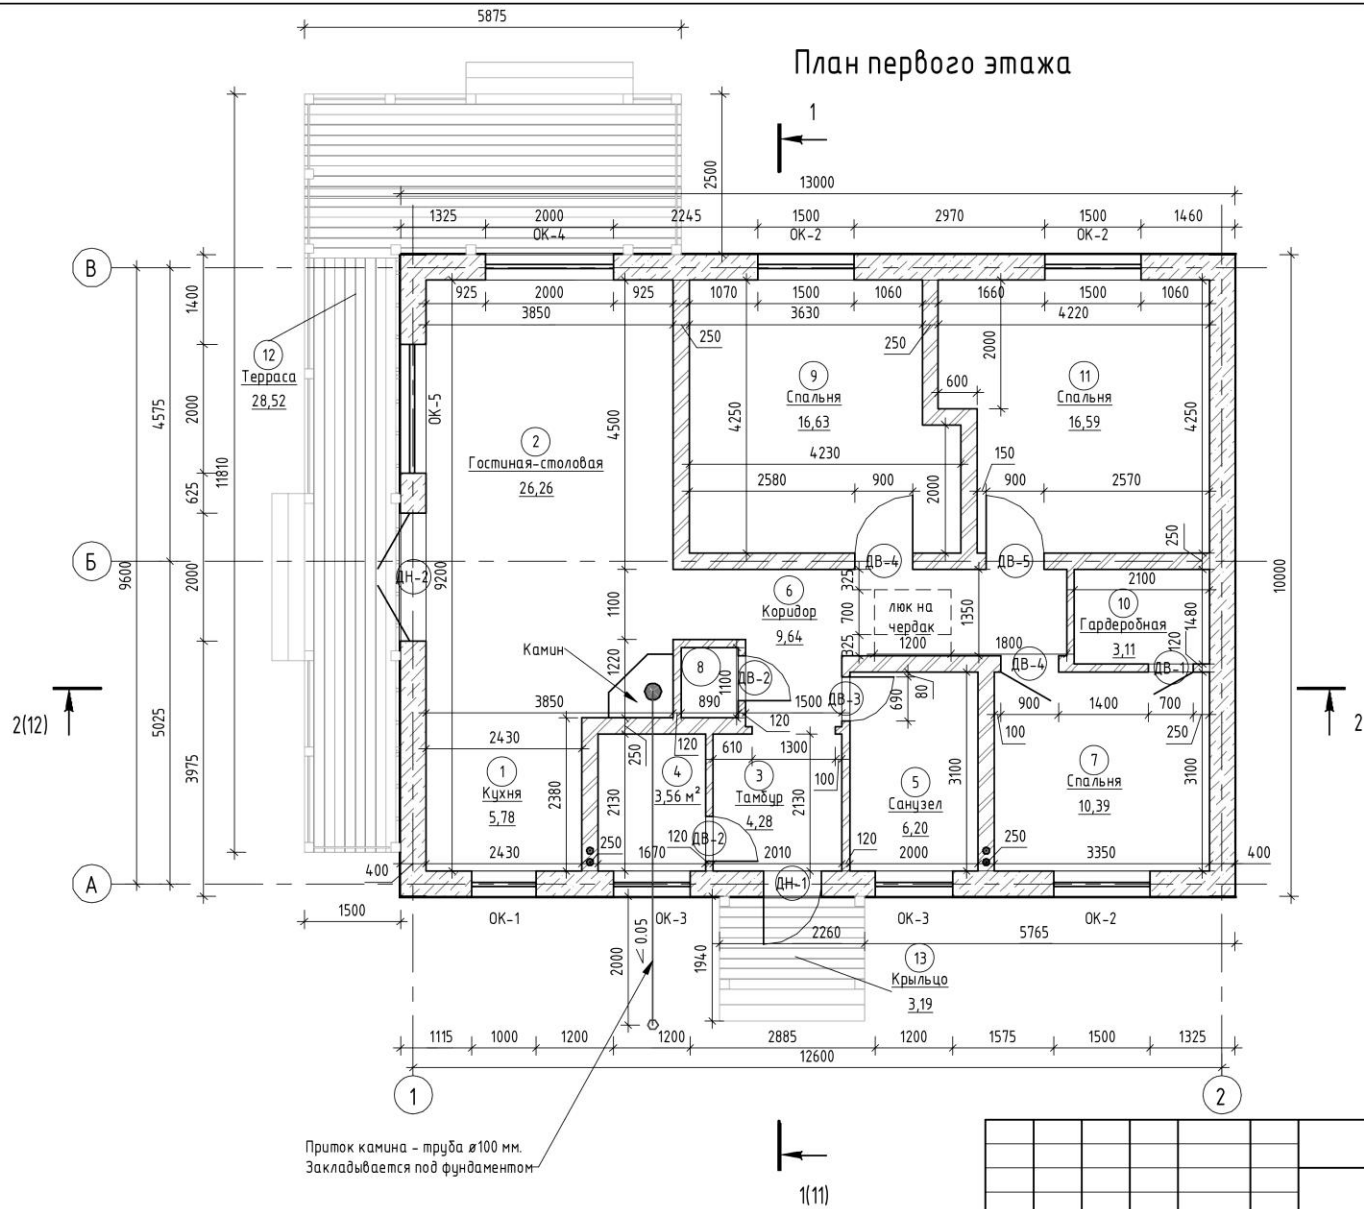 5875
План первого этажа
1
2500
13000
1325 2000 2245 1500 2970 1500 1460
ОК-4 ОК-2 ОК-2
В
925 2000 925 1070 1500 1060 1660 1500 1060
3850 3630 4220
250 250
1400
2000
12
Терраса
28,52
9
Спальня
16,63
600
11
Спальня
16,59
4575
2000
ОК-5
4500
4250
4250
2
Гостиная-столовая
26,26
4230
150
11810
2580 900
2000
900 2570
625
250
Б
ДН-2
ДВ-4
ДВ-5
9600
2000
9200
1100
6
Коридор
9,64
325
700
325
люк на
чердак
1200
1350
2100
10
Гардеробная
3,11
1480
120
10000
1800
Камин
1220
8
1100
ДВ-2
ДВ-4
ДВ-1
890
ДВ-3
690
80
2(12)
3850
1500
900 1400 700
2
5025
2430
120
610 1300
100
250
250
120
3975
1
Кухня
5,78
2380
2130
4
3,56 м²
3
Тамбур
4,28
2130
100
5
Санузел
6,20
3100
7
Спальня
10,39
3100
250
120
ДВ-2
120
250
400
2430 1670 2010 2000 3350
400
А
ДН-1
1500
ОК-1 ОК-3 ОК-3 ОК-2
2000
∠ 0.05
1940
2260 5765
13
Крыльцо
3,19
1115 1000 1200 1200 2885 1200 1575 1500 1325
12600
1 2
Приток камина - труба ⌀100 мм.
Закладывается под фундаментом
1(11)